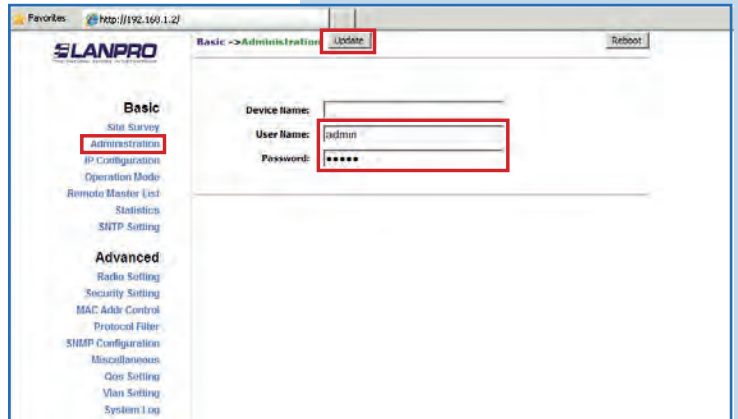 Favorites http://192.168.1.2/
LANPRO
Basic ->Administration Update Reboot
Device Name:
User Name: admin
Password: •••••
Basic
Site Survey
Administration
IP Configuration
Operation Mode
Remote Master List
Statistics
SNTP Setting
Advanced
Radio Setting
Security Setting
MAC Addr Control
Protocol Filter
SNMP Configuration
Miscellaneous
Qos Setting
Vlan Setting
System Log